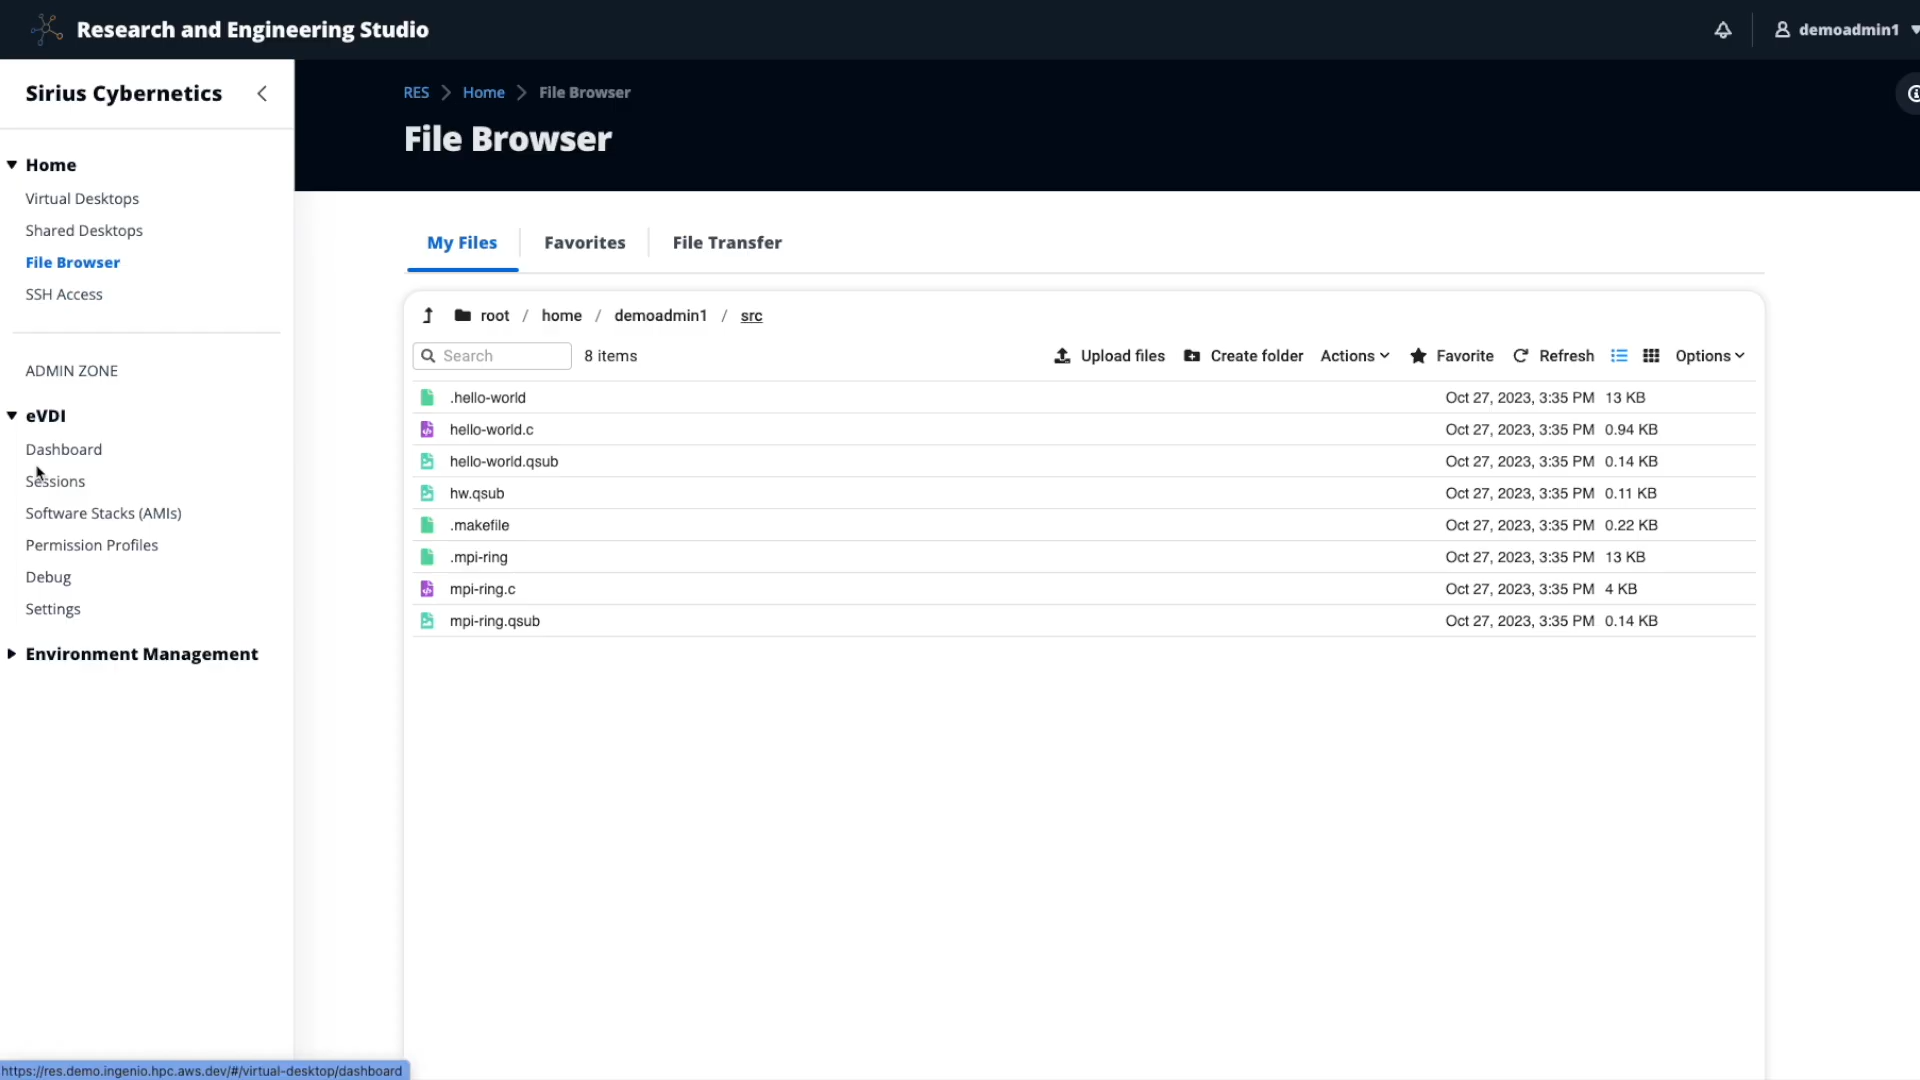 Research and Engineering Studio
demoadmin1
Sirius Cybernetics
RES > Home > File Browser
File Browser
Home
Virtual Desktops
Shared Desktops
File Browser
SSH Access
ADMIN ZONE
eVDI
Dashboard
Sessions
Software Stacks (AMIs)
Permission Profiles
Debug
Settings
Environment Management
My Files
Favorites
File Transfer
root / home / demoadmin1 / src
Search 8 items Upload files Create folder Actions Favorite Refresh Options
.hello-world Oct 27, 2023, 3:35 PM 13 KB
hello-world.c Oct 27, 2023, 3:35 PM 0.94 KB
hello-world.qsub Oct 27, 2023, 3:35 PM 0.14 KB
hw.qsub Oct 27, 2023, 3:35 PM 0.11 KB
.makefile Oct 27, 2023, 3:35 PM 0.22 KB
.mpi-ring Oct 27, 2023, 3:35 PM 13 KB
mpi-ring.c Oct 27, 2023, 3:35 PM 4 KB
mpi-ring.qsub Oct 27, 2023, 3:35 PM 0.14 KB
https://res.demo.ingenio.hpc.aws.dev/#/virtual-desktop/dashboard